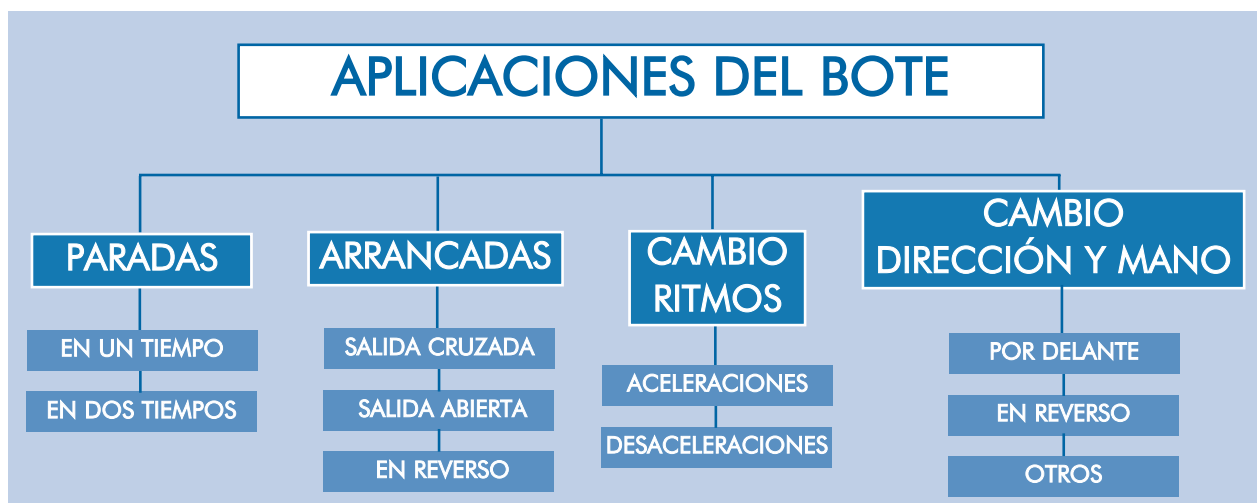 APLICACIONES DEL BOTE
PARADAS
EN UN TIEMPO
EN DOS TIEMPOS
ARRANCADAS
SALIDA CRUZADA
SALIDA ABIERTA
EN REVERSO
CAMBIO
RITMOS
ACELERACIONES
DESACELERACIONES
CAMBIO
DIRECCIÓN Y MANO
POR DELANTE
EN REVERSO
OTROS